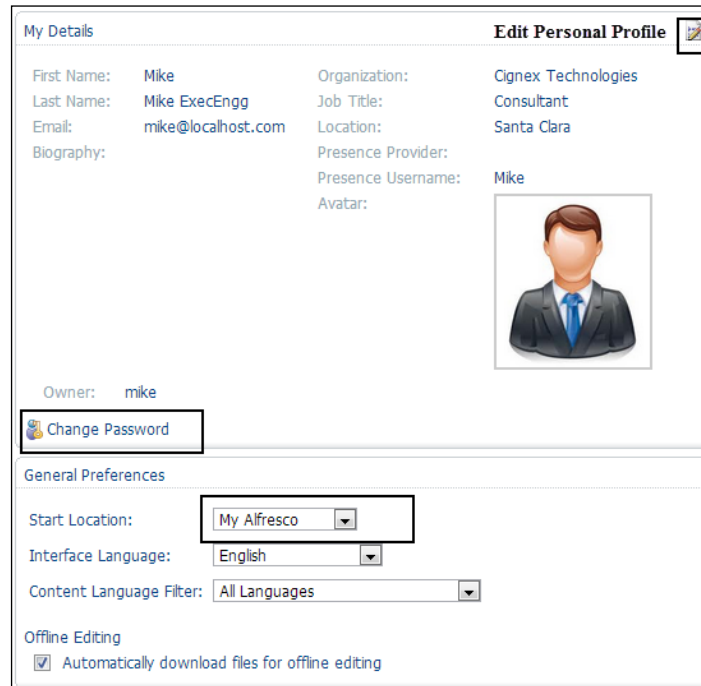 My Details Edit Personal Profile
First Name: Mike Organization: Cignex Technologies
Last Name: Mike ExecEngg Job Title: Consultant
Email: mike@localhost.com Location: Santa Clara
Biography: Presence Provider:
Presence Username: Mike
Avatar:
Owner: mike
Change Password
General Preferences
Start Location: My Alfresco
Interface Language: English
Content Language Filter: All Languages
Offline Editing
Automatically download files for offline editing